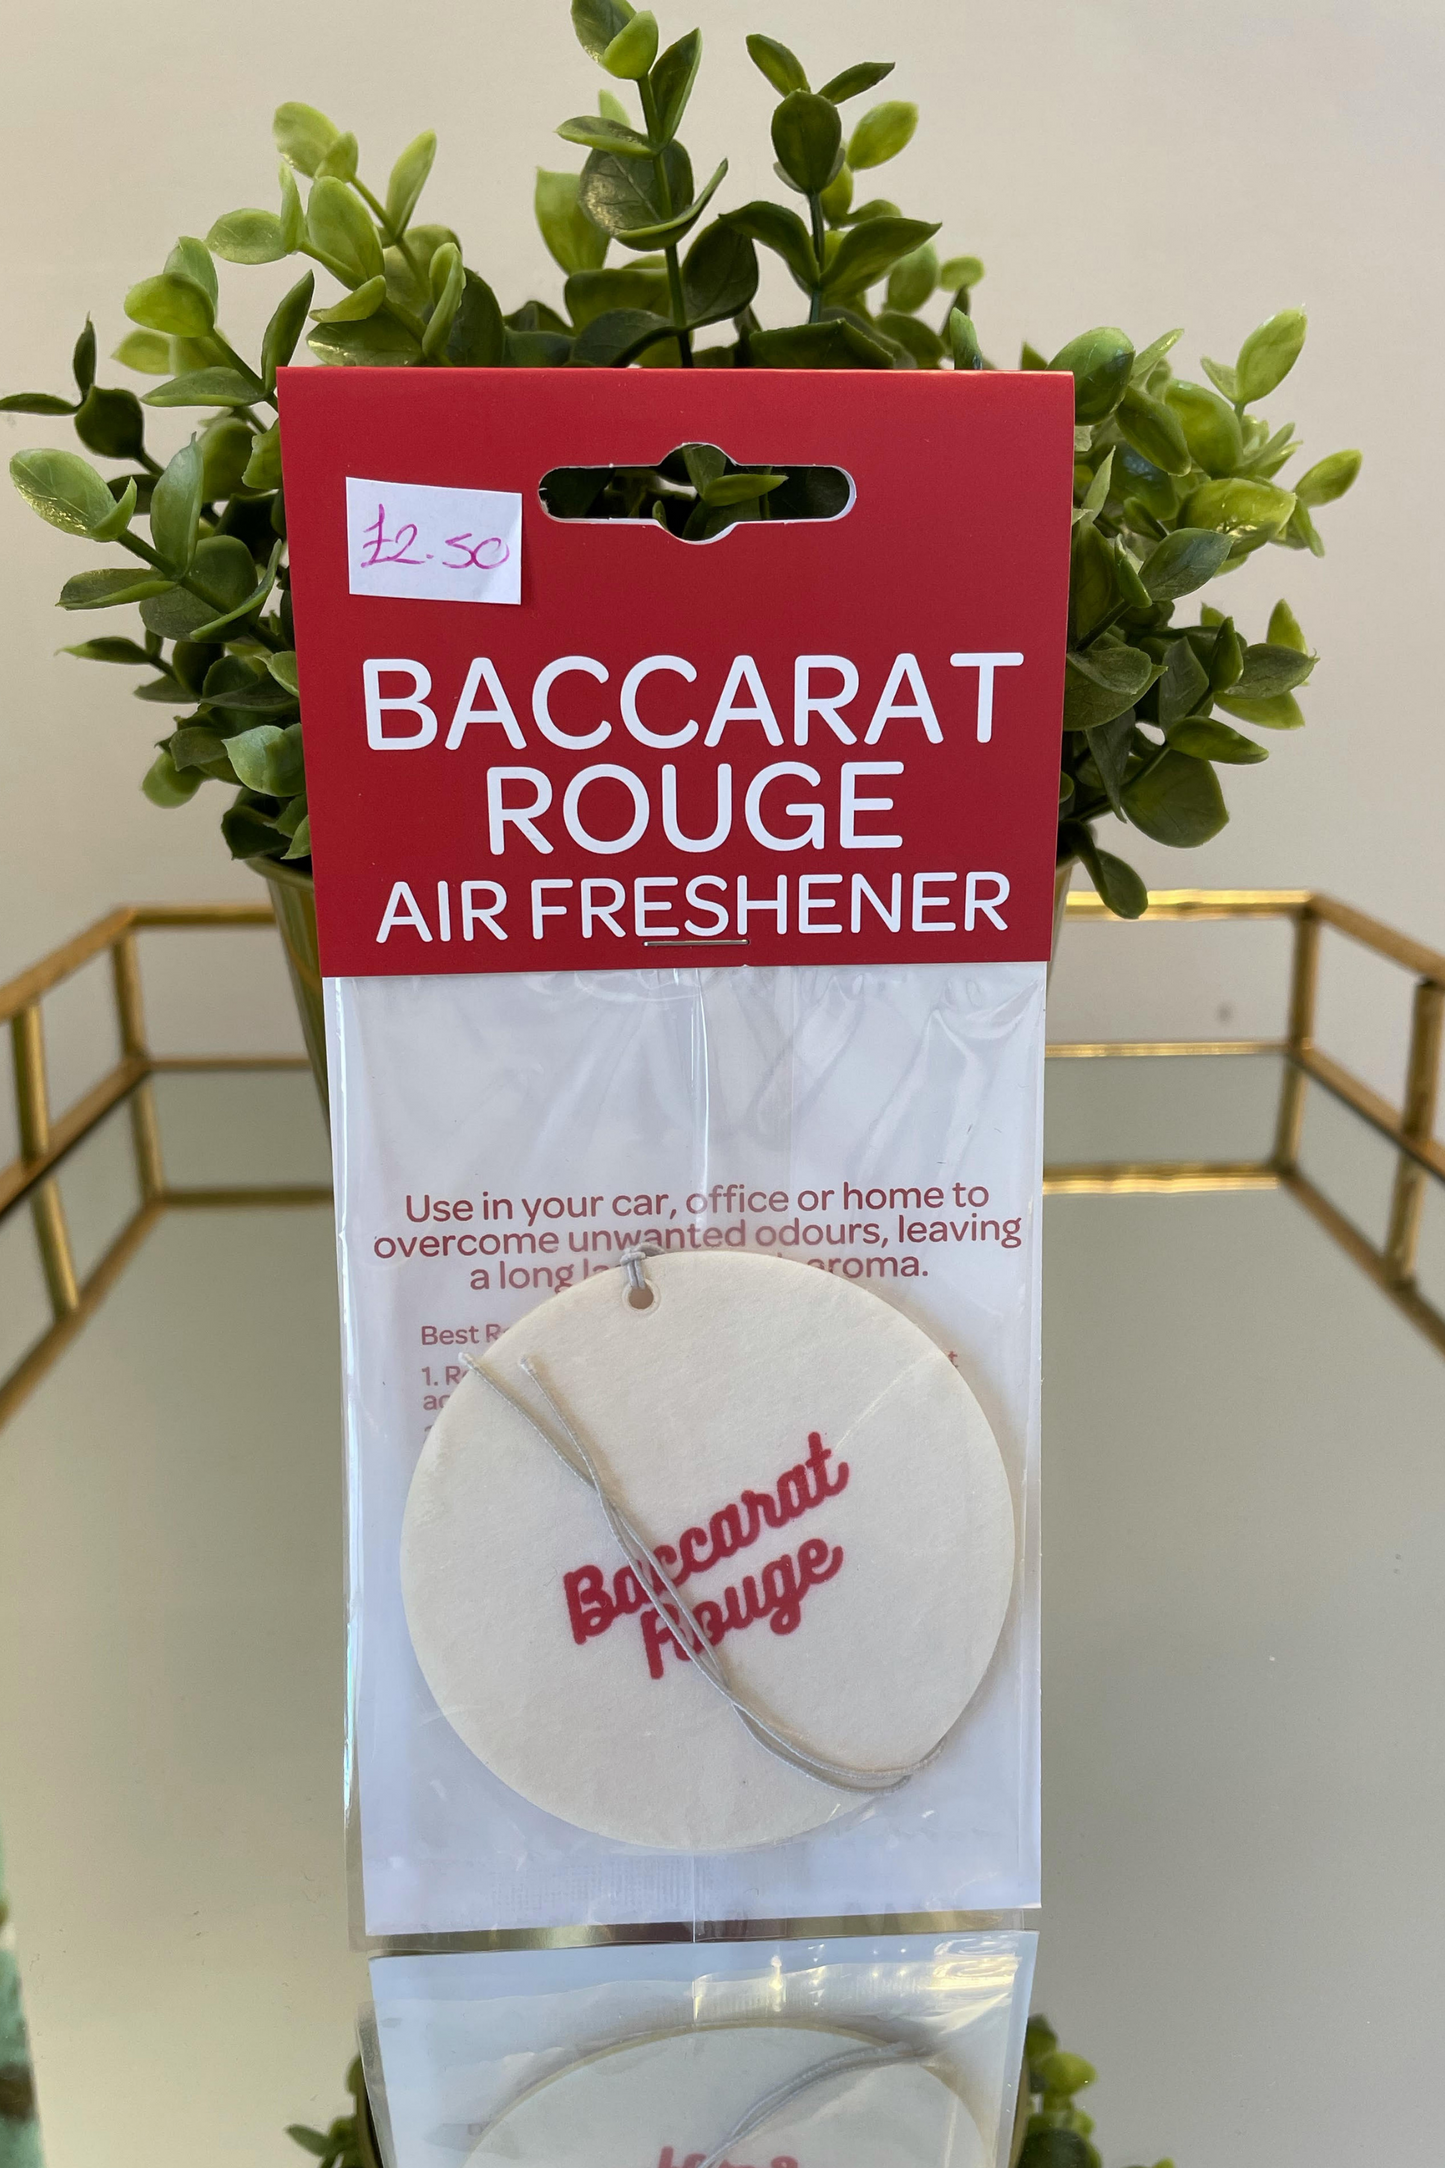 £2.50
BACCARAT
ROUGE
AIR FRESHENER
Use in your car, office or home to
overcome unwanted odours, leaving
a long aroma.
Best
1.
Baccarat
Rouge